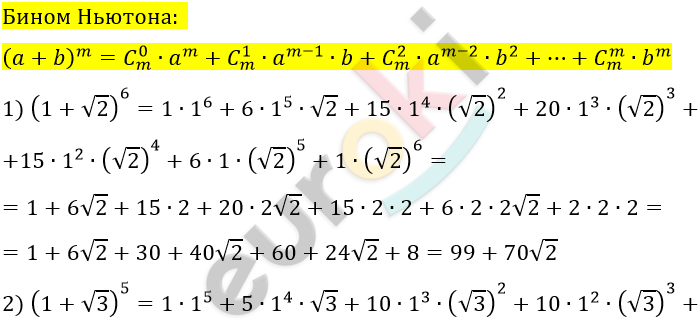 Бином Ньютона:
(a + b)^m = C_m^0 · a^m + C_m^1 · a^{m−1} · b + C_m^2 · a^{m−2} · b^2 + ⋯ + C_m^m · b^m
1) (1 + √2)^6 = 1 · 1^6 + 6 · 1^5 · √2 + 15 · 1^4 · (√2)^2 + 20 · 1^3 · (√2)^3 +
+15 · 1^2 · (√2)^4 + 6 · 1 · (√2)^5 + 1 · (√2)^6 =
= 1 + 6√2 + 15 · 2 + 20 · 2√2 + 15 · 2 · 2 + 6 · 2 · 2√2 + 2 · 2 · 2 =
= 1 + 6√2 + 30 + 40√2 + 60 + 24√2 + 8 = 99 + 70√2
2) (1 + √3)^5 = 1 · 1^5 + 5 · 1^4 · √3 + 10 · 1^3 · (√3)^2 + 10 · 1^2 · (√3)^3 +
euroki